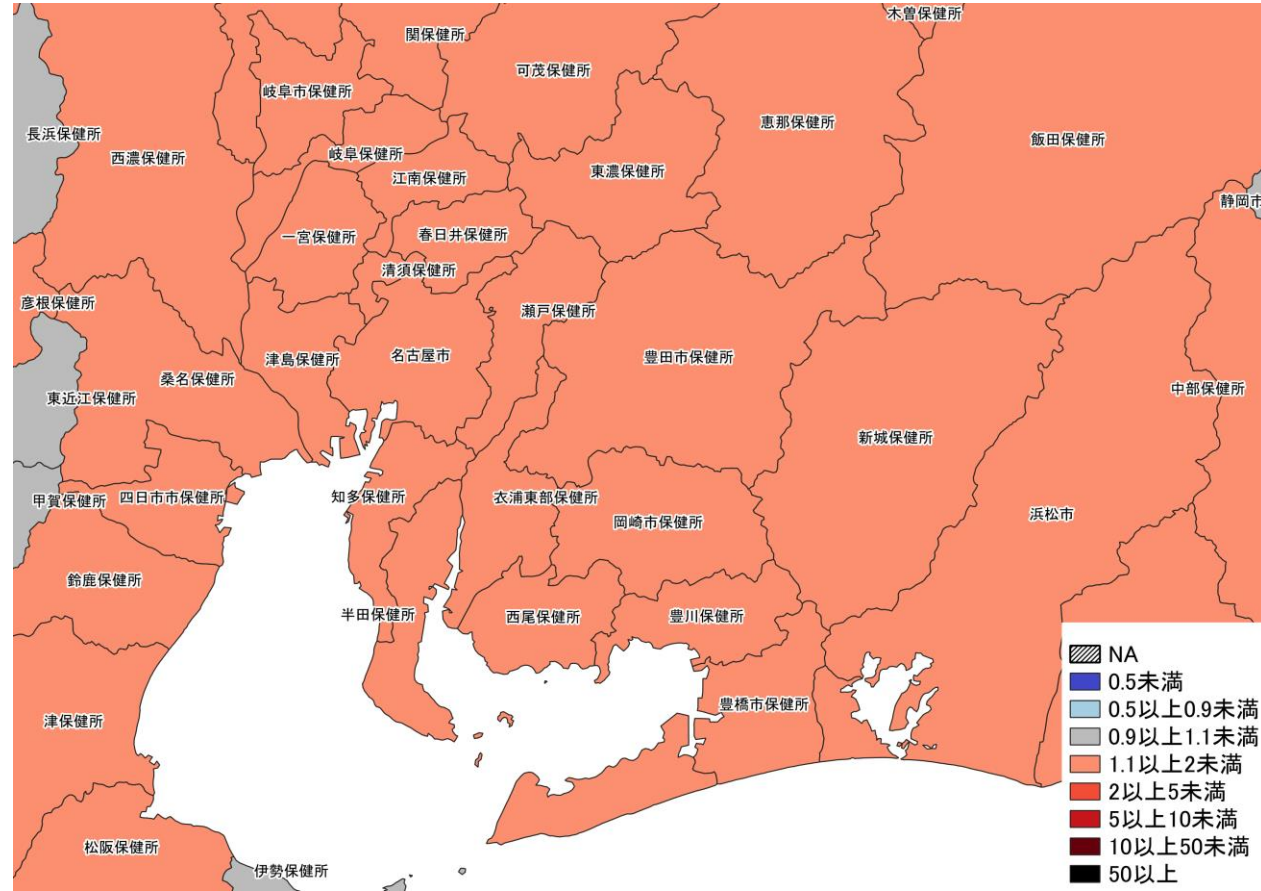 木曽保健所
関保健所
可茂保健所
岐阜市保健所
恵那保健所
長浜保健所
飯田保健所
西濃保健所
岐阜保健所
東濃保健所
江南保健所
静岡市
春日井保健所
一宮保健所
清須保健所
彦根保健所
瀬戸保健所
津島保健所
名古屋市
豊田市保健所
桑名保健所
中部保健所
東近江保健所
新城保健所
甲賀保健所
四日市市保健所
知多保健所
衣浦東部保健所
岡崎市保健所
浜松市
鈴鹿保健所
半田保健所
西尾保健所
豊川保健所
津保健所
豊橋市保健所
松阪保健所
伊勢保健所
NA
0.5未満
0.5以上0.9未満
0.9以上1.1未満
1.1以上2未満
2以上5未満
5以上10未満
10以上50未満
50以上